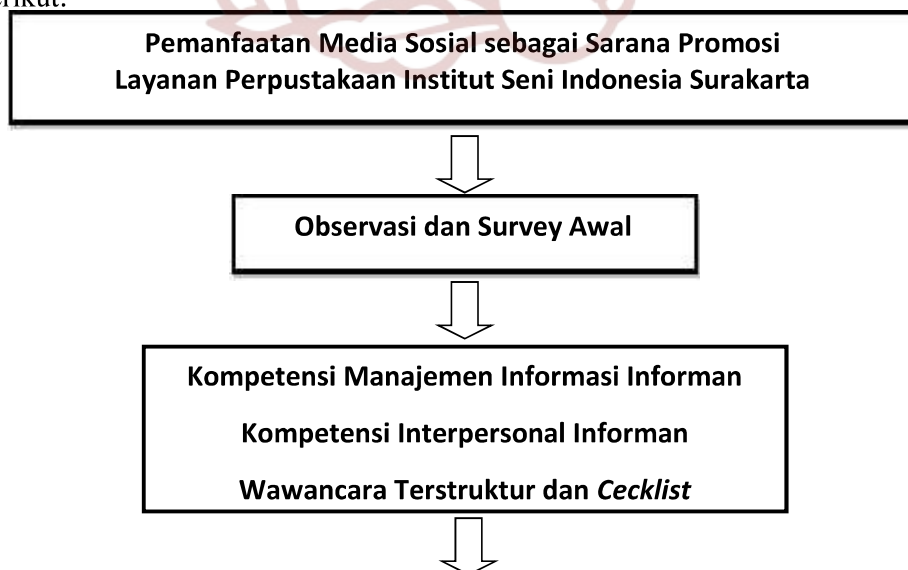 erikut:
Pemanfaatan Media Sosial sebagai Sarana Promosi
Layanan Perpustakaan Institut Seni Indonesia Surakarta
Observasi dan Survey Awal
Kompetensi Manajemen Informasi Informan
Kompetensi Interpersonal Informan
Wawancara Terstruktur dan Cecklist